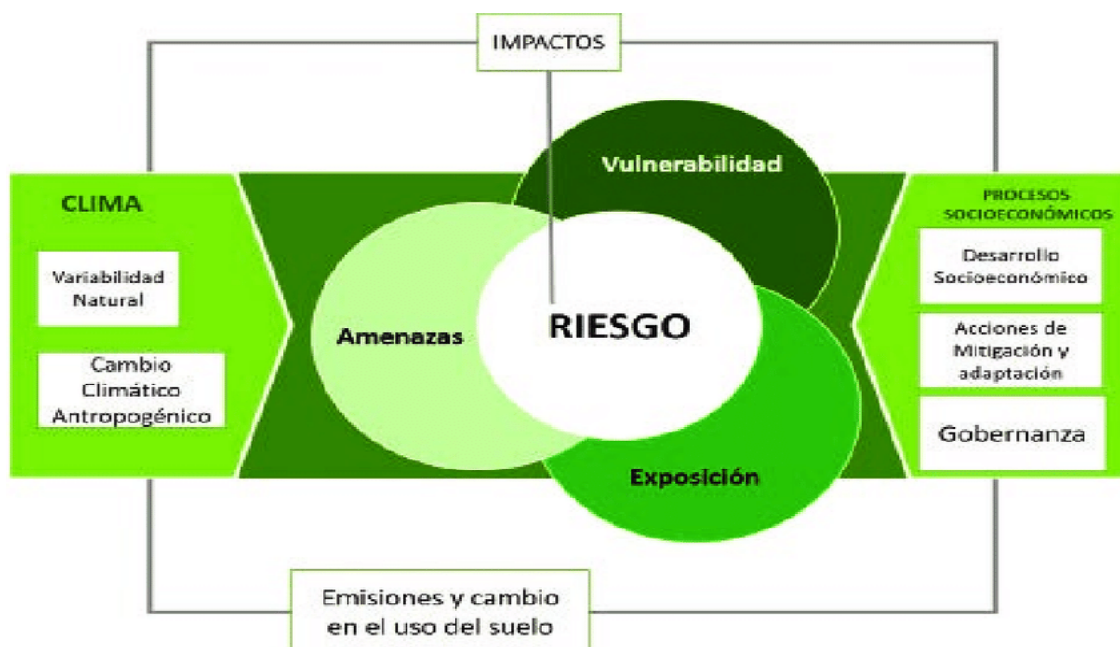 IMPACTOS
Vulnerabilidad
CLIMA
Variabilidad
Natural
Cambio
Climático
Antropogénico
Amenazas
RIESGO
Exposición
PROCESOS
SOCIOECONÓMICOS
Desarrollo
Socioeconómico
Acciones de
Mitigación y
adaptación
Gobernanza
Emisiones y cambio
en el uso del suelo